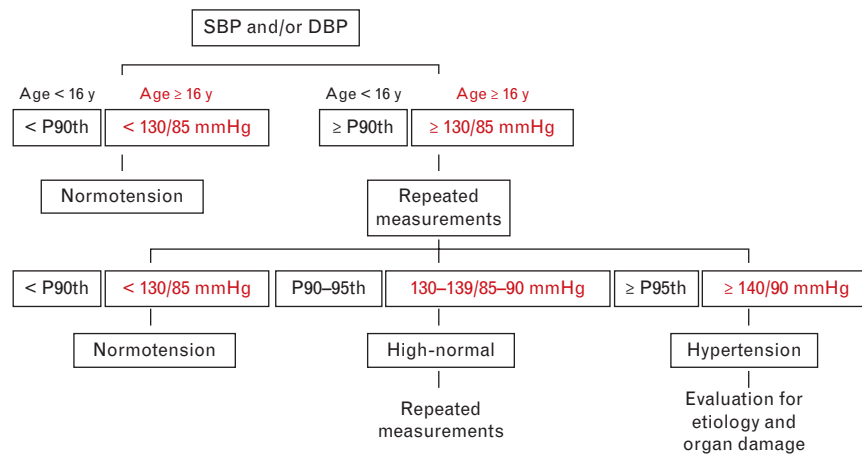 SBP and/or DBP
Age < 16 y
Age ≥ 16 y
Age < 16 y
Age ≥ 16 y
< P90th
< 130/85 mmHg
≥ P90th
≥ 130/85 mmHg
Normotension
Repeated
measurements
< P90th
< 130/85 mmHg
P90–95th
130–139/85–90 mmHg
≥ P95th
≥ 140/90 mmHg
Normotension
High-normal
Hypertension
Repeated
measurements
Evaluation for
etiology and
organ damage